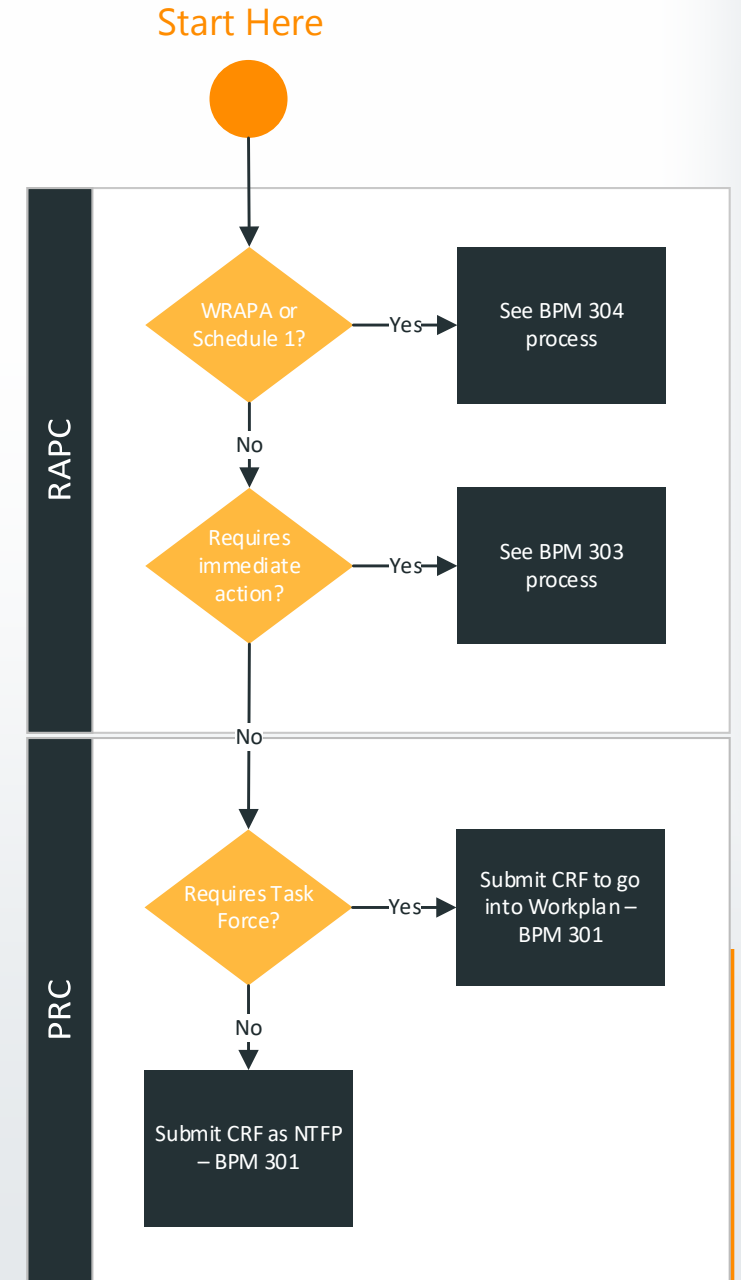 Start Here
RAPC
WRAPA or
Schedule 1?
Yes
See BPM 304
process
No
Requires
immediate
action?
Yes
See BPM 303
process
No
PRC
Requires Task
Force?
Yes
Submit CRF to go
into Workplan –
BPM 301
No
Submit CRF as NTFP
– BPM 301